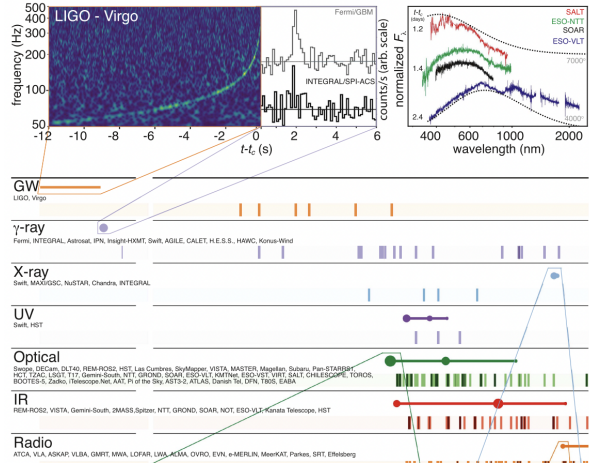 LIGO - Virgo
frequency (Hz)
500
400
300
100
50
-12 -10 -8 -6 -4 -2 0 2 4 6
t-tc (s)
Fermi/GBM
INTEGRAL/SPI-ACS
counts/s (arb. scale)
normalized Fλ
t-tc (days)
1.2
1.4
2.4
SALT
ESO-NTT
SOAR
ESO-VLT
7000°
4000°
400 600 1000 2000
wavelength (nm)
GW
LIGO, Virgo
γ-ray
Fermi, INTEGRAL, Astrosat, IPN, Insight-HXMT, Swift, AGILE, CALET, H.E.S.S., HAWC, Konus-Wind
X-ray
Swift, MAXI/GSC, NuSTAR, Chandra, INTEGRAL
UV
Swift, HST
Optical
Swope, DECam, DLT40, REM-ROS2, HST, Las Cumbres, SkyMapper, VISTA, MASTER, Magellan, Subaru, Pan-STARRS1,
HCT, TZAC, LSGT, T17, Gemini-South, NTT, GROND, SOAR, ESO-VLT, KMTNet, ESO-VST, VIRT, SALT, CHILESCOPE, TOROS,
BOOTES-5, Zadko, iTelescope.Net, AAT, Pi of the Sky, AST3-2, ATLAS, Danish Tel, DFN, T80S, EABA
IR
REM-ROS2, VISTA, Gemini-South, 2MASS,Spitzer, NTT, GROND, SOAR, NOT, ESO-VLT, Kanata Telescope, HST
Radio
ATCA, VLA, ASKAP, VLBA, GMRT, MWA, LOFAR, LWA, ALMA, OVRO, EVN, e-MERLIN, MeerKAT, Parkes, SRT, Effelsberg